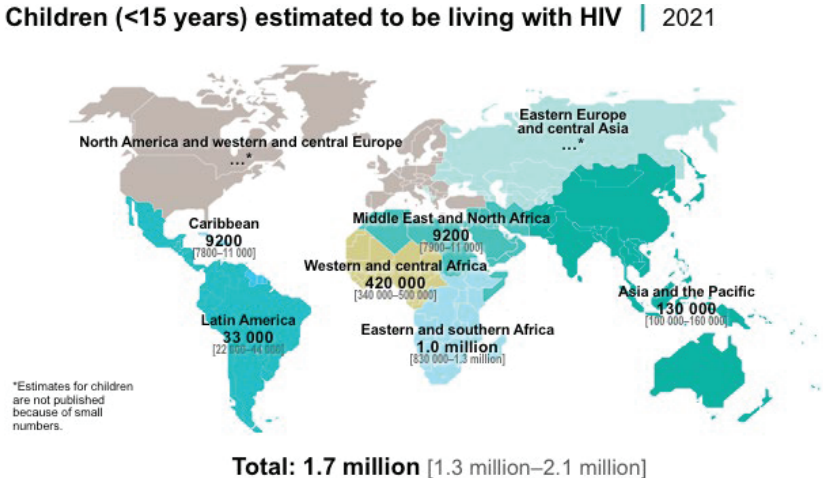 Children (<15 years) estimated to be living with HIV | 2021
North America and western and central Europe
...*
Eastern Europe
and central Asia
...*
Caribbean
9200
[7800–11 000]
Middle East and North Africa
9200
[7900–11 000]
Western and central Africa
420 000
[340 000–500 000]
Latin America
33 000
[22 000–44 000]
Eastern and southern Africa
1.0 million
[830 000–1.3 million]
Asia and the Pacific
130 000
[100 000–160 000]
*Estimates for children
are not published
because of small
numbers.
Total: 1.7 million [1.3 million–2.1 million]